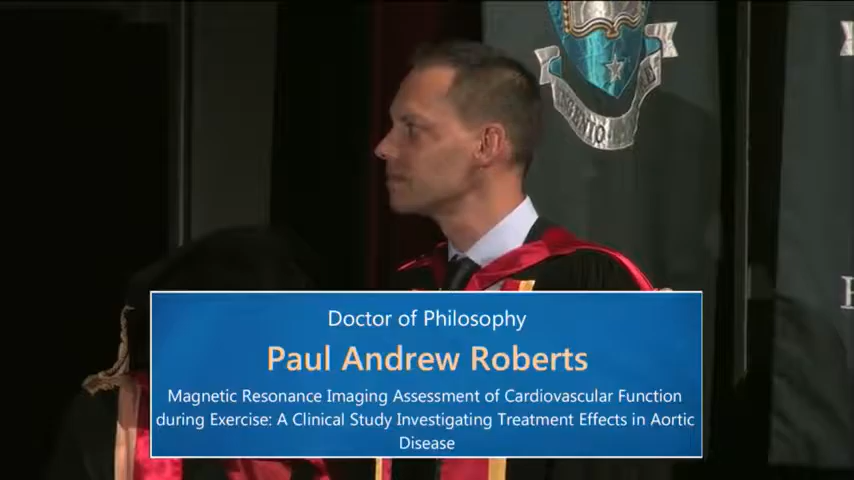 INGENTO
Doctor of Philosophy
Paul Andrew Roberts
Magnetic Resonance Imaging Assessment of Cardiovascular Function
during Exercise: A Clinical Study Investigating Treatment Effects in Aortic
Disease